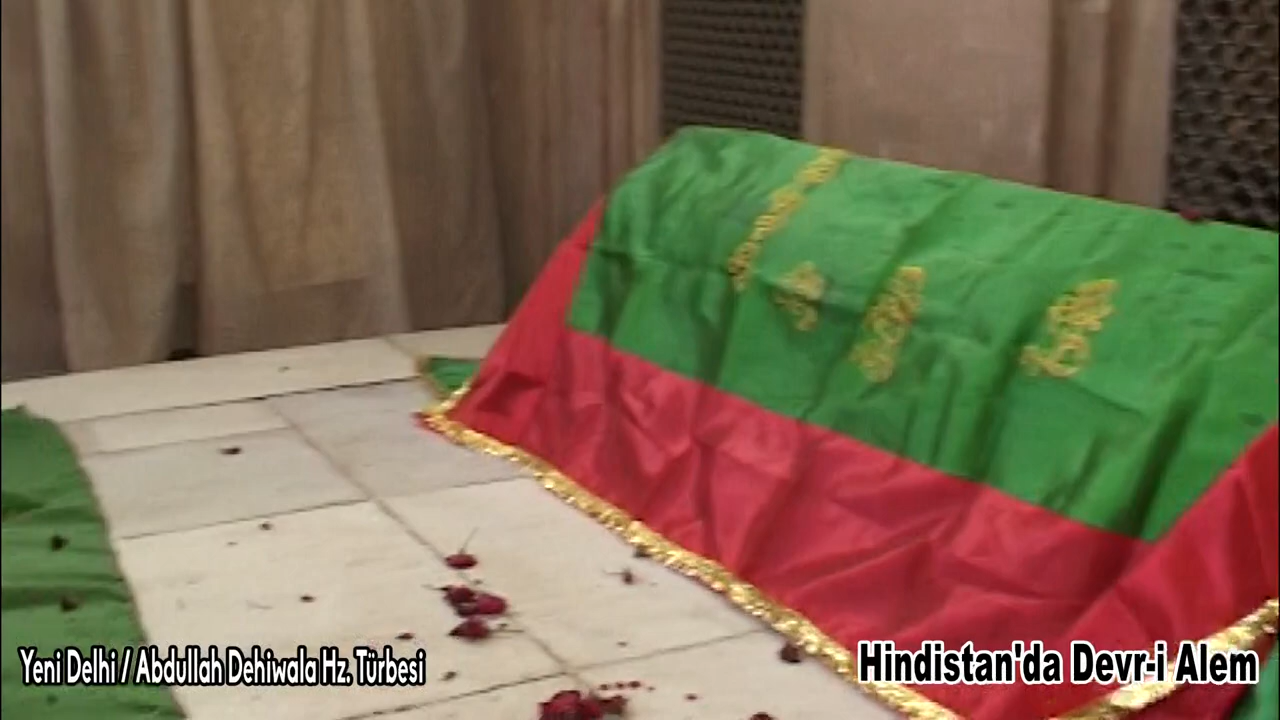 Yeni Delhi / Abdullah Dehiwala Hz. Türbesi
Hindistan'da Devr-i Alem